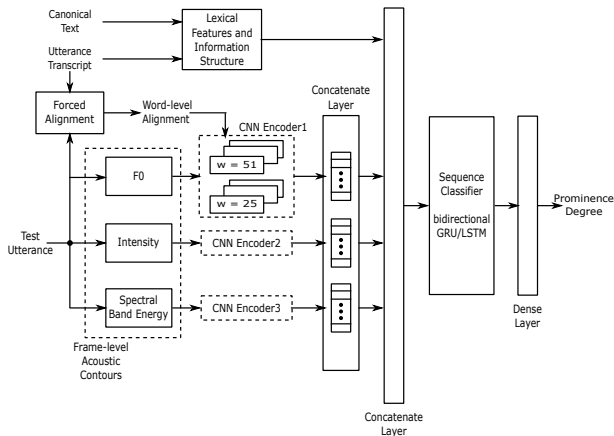 Canonical
Text
Utterance
Transcript
Lexical
Features and
Information
Structure
Forced
Alignment
Word-level
Alignment
CNN Encoder1
w = 51
w = 25
Concatenate
Layer
F0
Test
Utterance
Intensity
CNN Encoder2
Spectral
Band Energy
CNN Encoder3
Frame-level
Acoustic
Contours
Sequence
Classifier
bidirectional
GRU/LSTM
Prominence
Degree
Dense
Layer
Concatenate
Layer